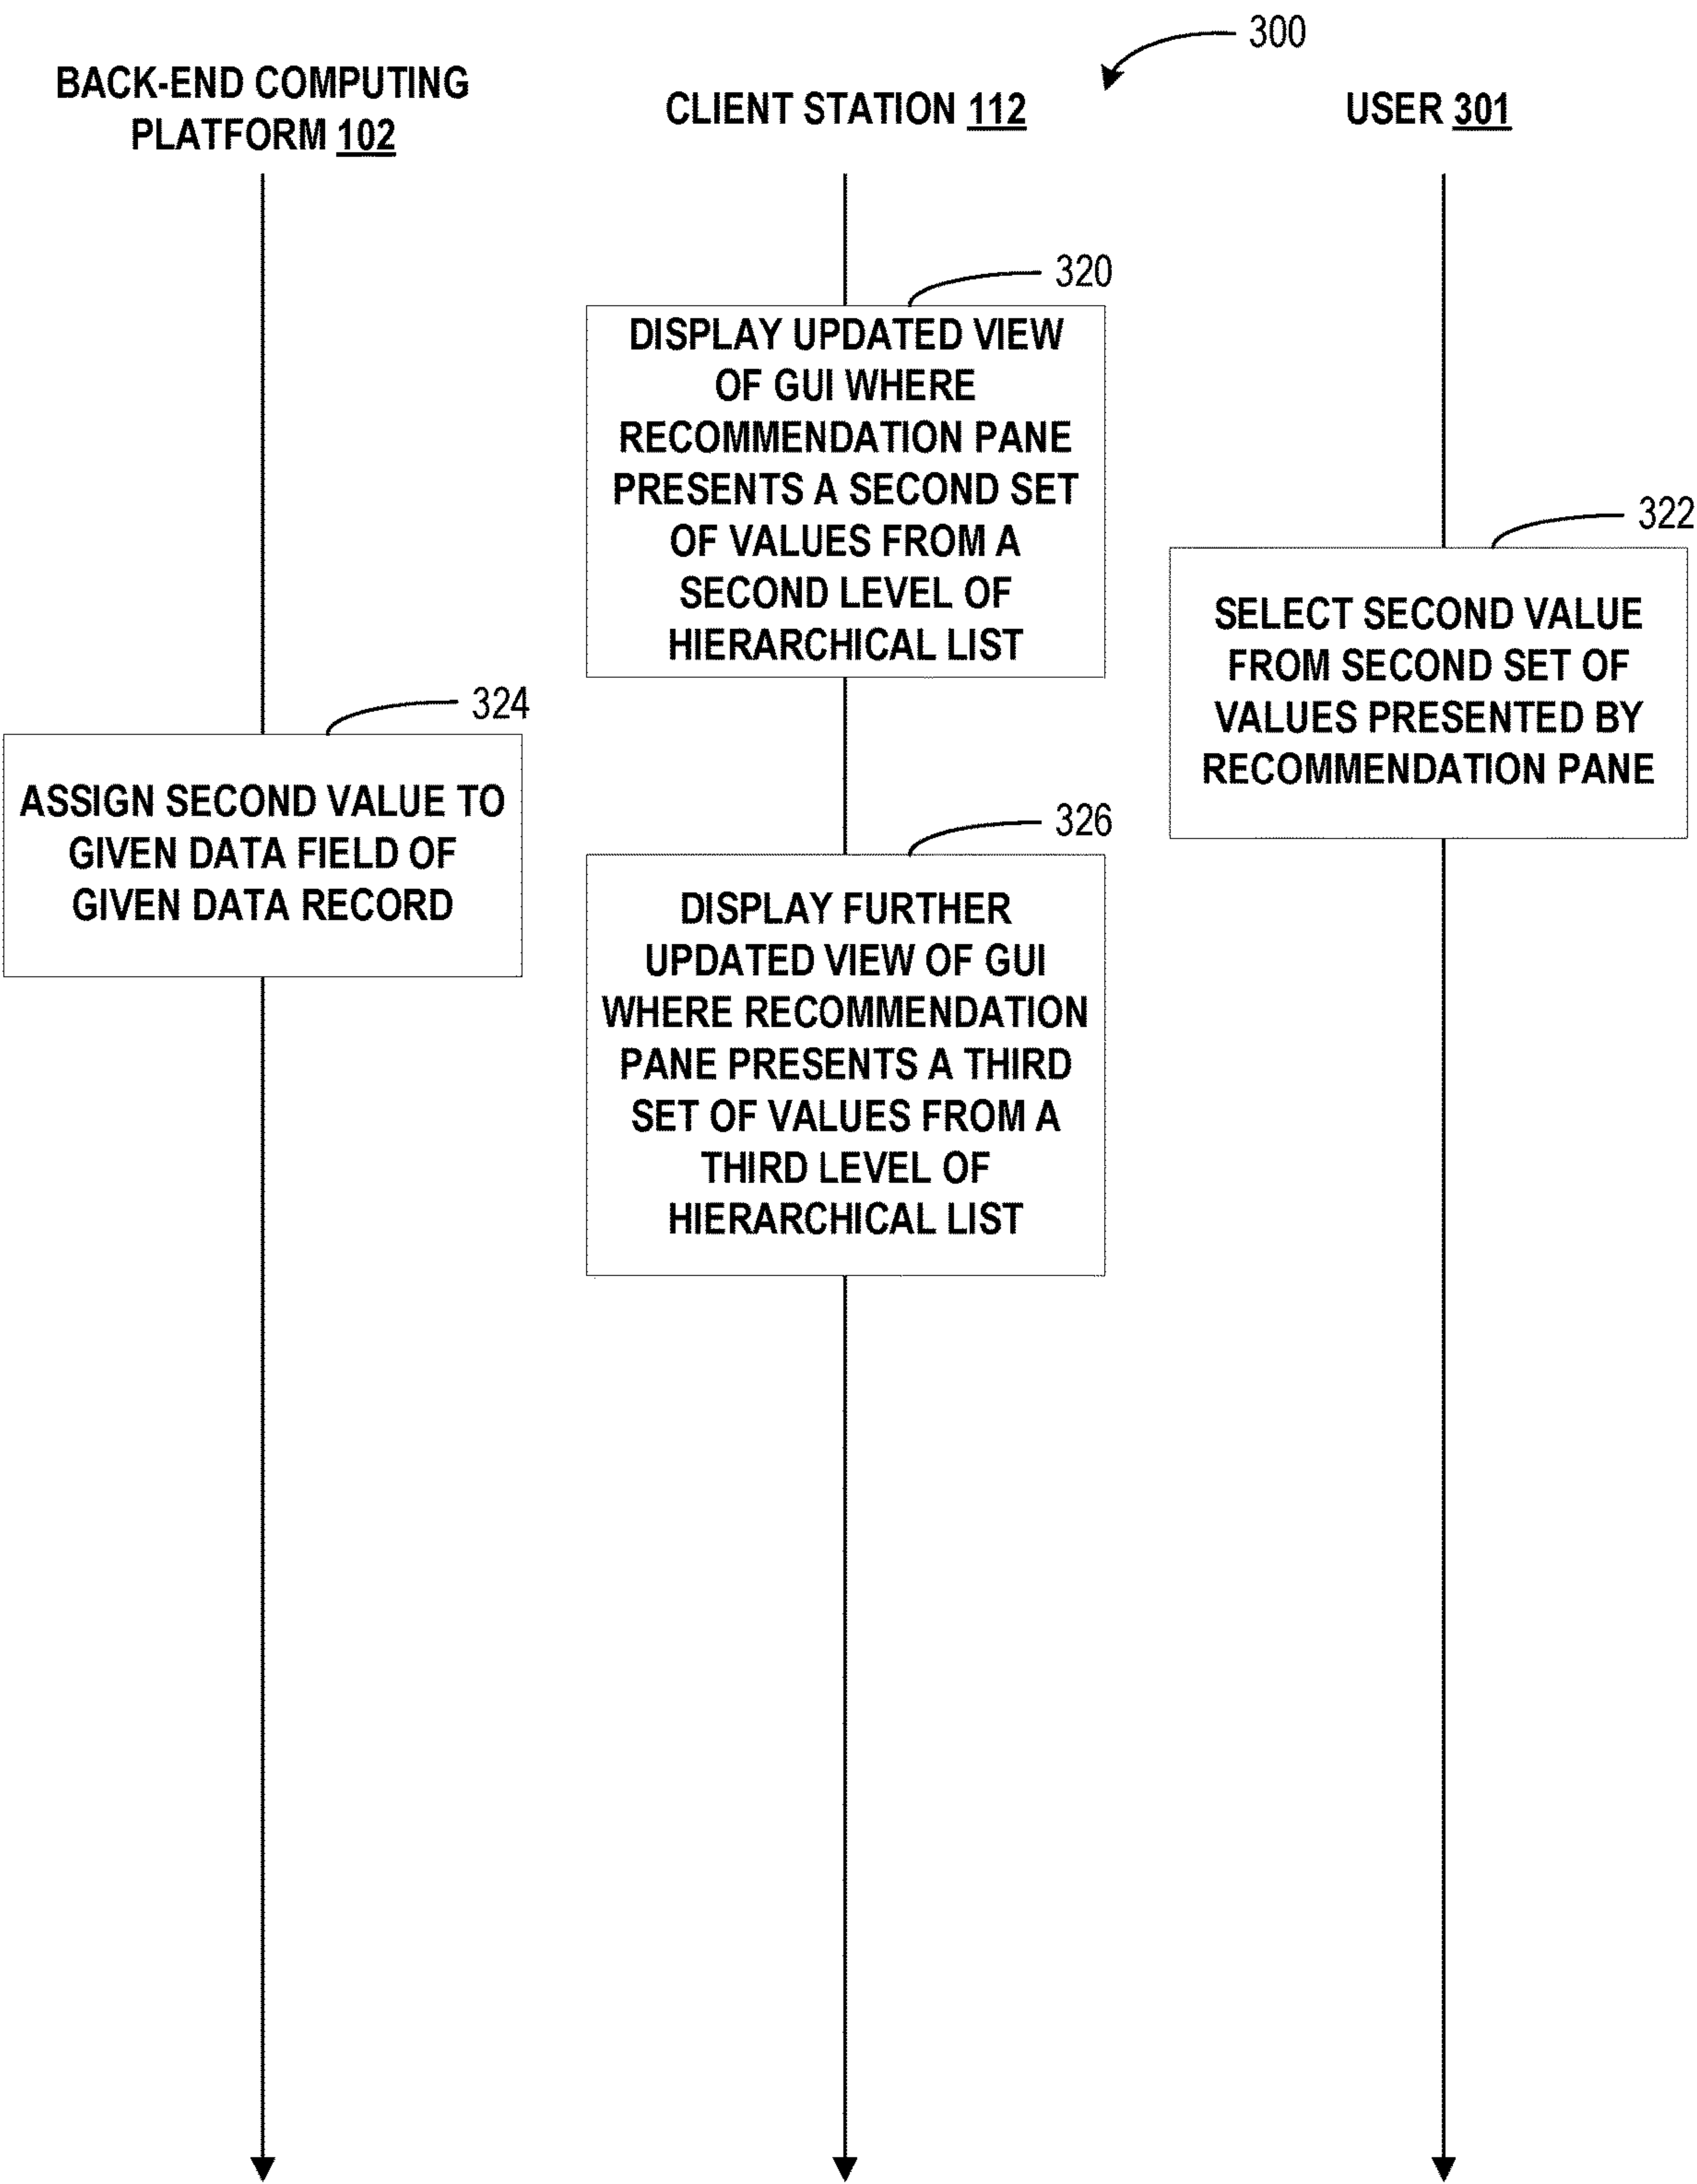 300
BACK-END COMPUTING
PLATFORM 102
CLIENT STATION 112
USER 301
320
DISPLAY UPDATED VIEW
OF GUI WHERE
RECOMMENDATION PANE
PRESENTS A SECOND SET
OF VALUES FROM A
SECOND LEVEL OF
HIERARCHICAL LIST
322
SELECT SECOND VALUE
FROM SECOND SET OF
VALUES PRESENTED BY
RECOMMENDATION PANE
324
ASSIGN SECOND VALUE TO
GIVEN DATA FIELD OF
GIVEN DATA RECORD
326
DISPLAY FURTHER
UPDATED VIEW OF GUI
WHERE RECOMMENDATION
PANE PRESENTS A THIRD
SET OF VALUES FROM A
THIRD LEVEL OF
HIERARCHICAL LIST